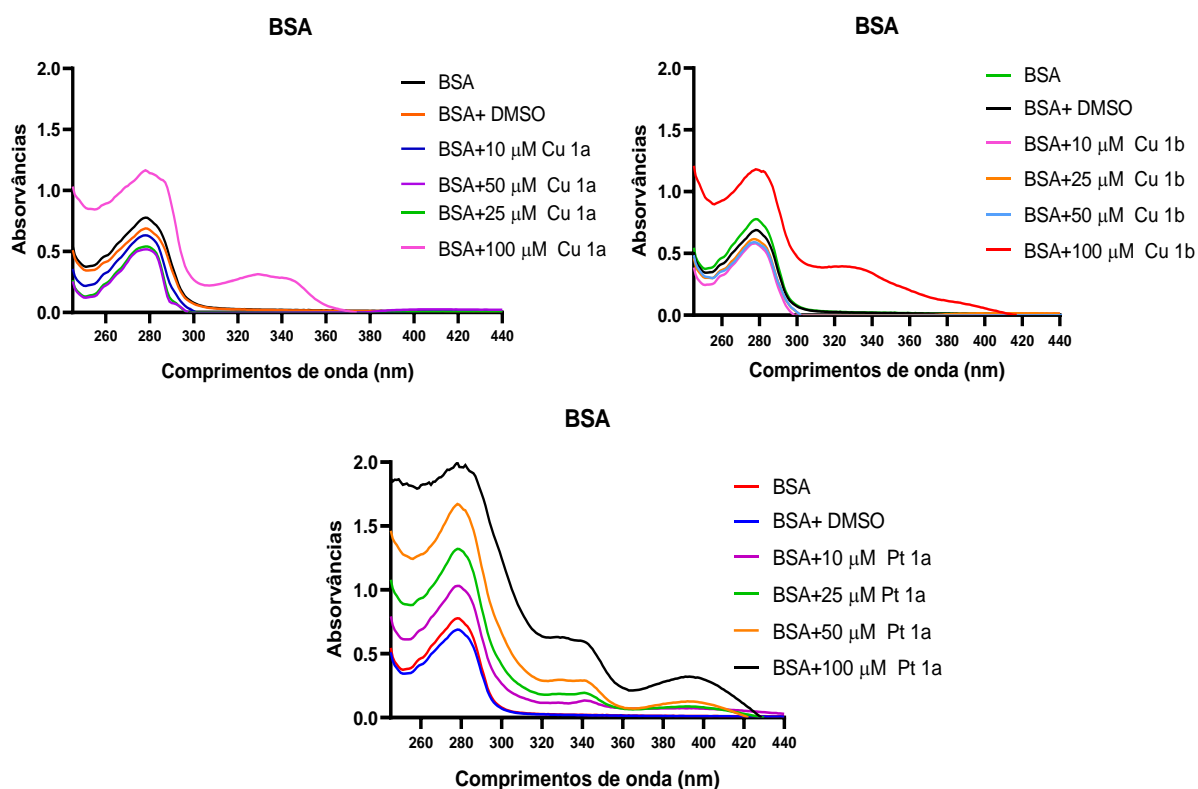 BSA
2.0
1.5
1.0
0.5
0.0
Absorvâncias
260 280 300 320 340 360 380 400 420 440
Comprimentos de onda (nm)
BSA
BSA+ DMSO
BSA+10 μM Cu 1a
BSA+50 μM Cu 1a
BSA+25 μM Cu 1a
BSA+100 μM Cu 1a
BSA
2.0
1.5
1.0
0.5
0.0
Absorvâncias
260 280 300 320 340 360 380 400 420 440
Comprimentos de onda (nm)
BSA
BSA+ DMSO
BSA+10 μM Cu 1b
BSA+25 μM Cu 1b
BSA+50 μM Cu 1b
BSA+100 μM Cu 1b
BSA
2.0
1.5
1.0
0.5
0.0
Absorvâncias
260 280 300 320 340 360 380 400 420 440
Comprimentos de onda (nm)
BSA
BSA+ DMSO
BSA+10 μM Pt 1a
BSA+25 μM Pt 1a
BSA+50 μM Pt 1a
BSA+100 μM Pt 1a